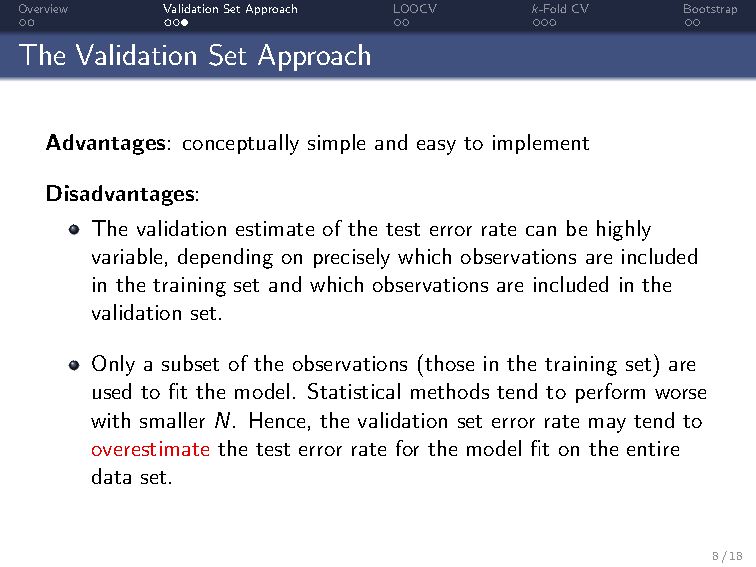 Overview Validation Set Approach LOOCV k-Fold CV Bootstrap
The Validation Set Approach
Advantages: conceptually simple and easy to implement
Disadvantages:
The validation estimate of the test error rate can be highly
variable, depending on precisely which observations are included
in the training set and which observations are included in the
validation set.
Only a subset of the observations (those in the training set) are
used to fit the model. Statistical methods tend to perform worse
with smaller N. Hence, the validation set error rate may tend to
overestimate the test error rate for the model fit on the entire
data set.
8 / 18